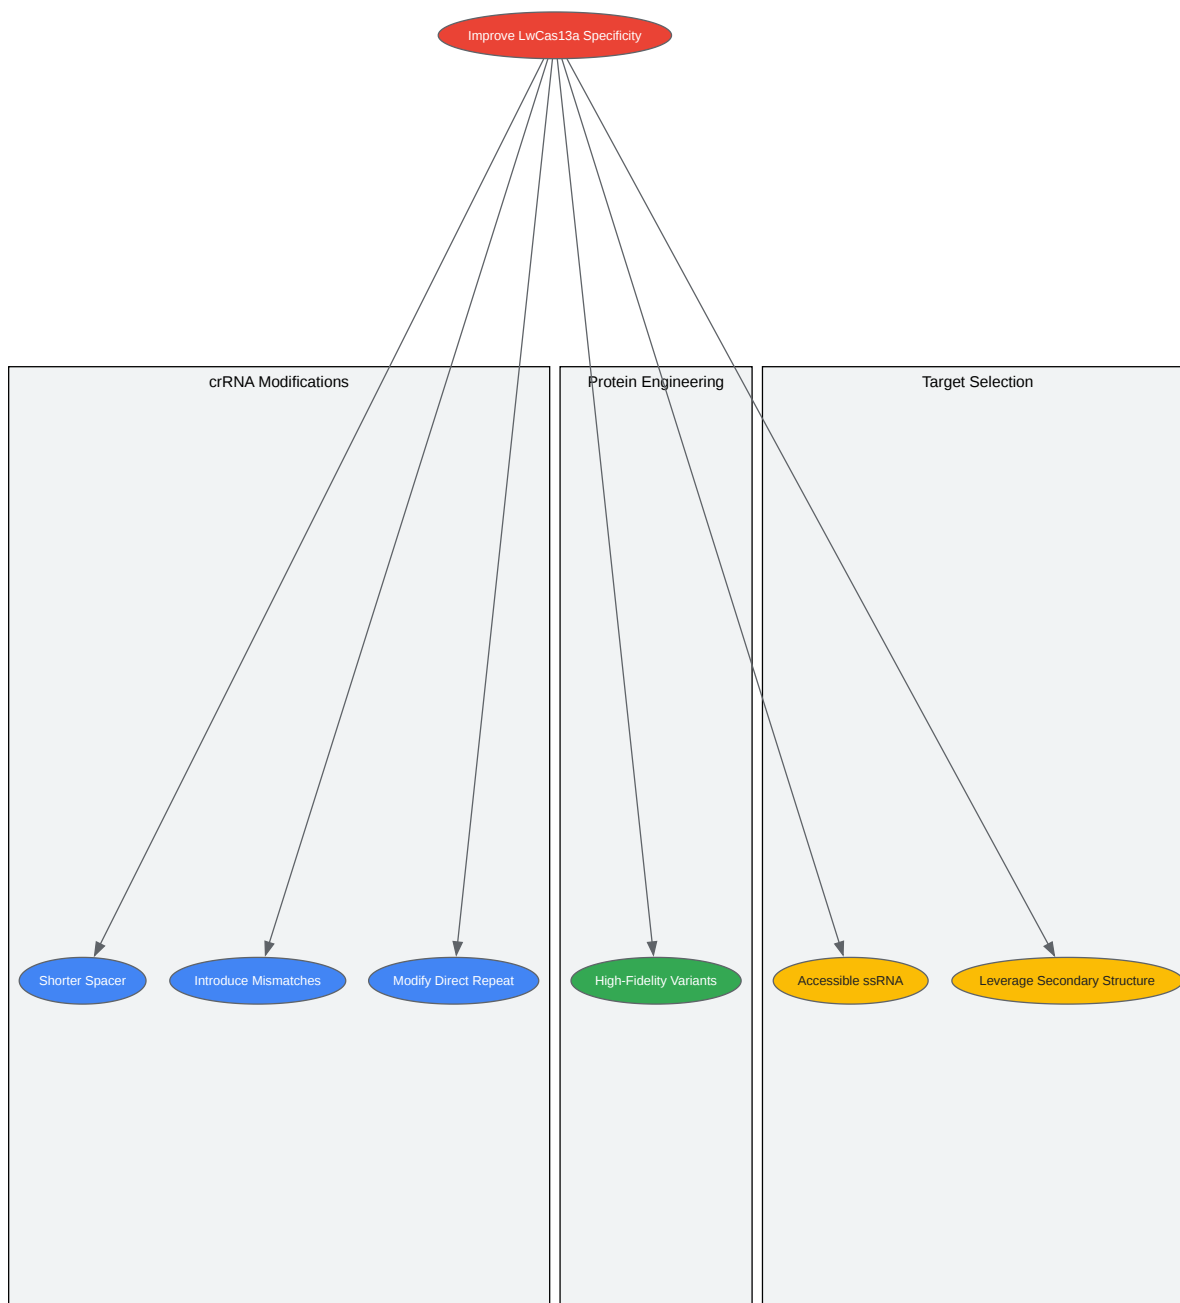 Improve LwCas13a Specificity
crRNA Modifications
Protein Engineering
Target Selection
Shorter Spacer
Introduce Mismatches
Modify Direct Repeat
High-Fidelity Variants
Accessible ssRNA
Leverage Secondary Structure